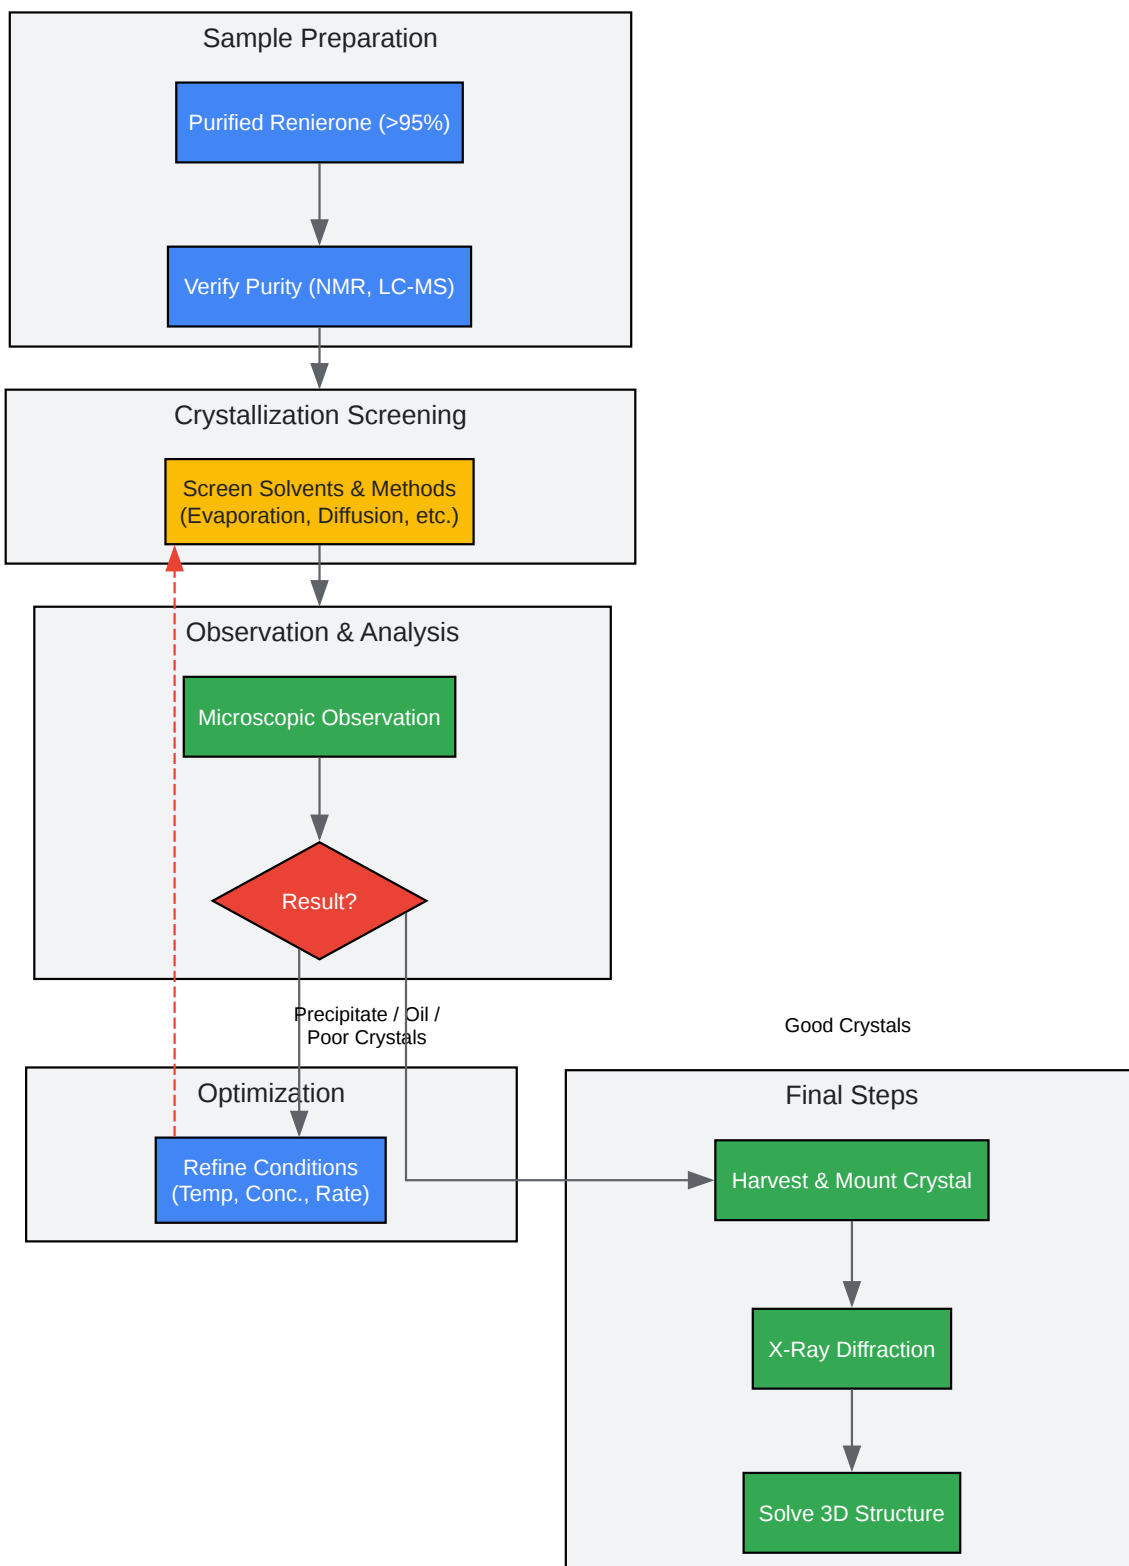 Sample Preparation
Purified Renierone (>95%)
Verify Purity (NMR, LC-MS)
Crystallization Screening
Screen Solvents & Methods
(Evaporation, Diffusion, etc.)
Observation & Analysis
Microscopic Observation
Result?
Precipitate / Oil /
Poor Crystals
Good Crystals
Optimization
Refine Conditions
(Temp, Conc., Rate)
Final Steps
Harvest & Mount Crystal
X-Ray Diffraction
Solve 3D Structure